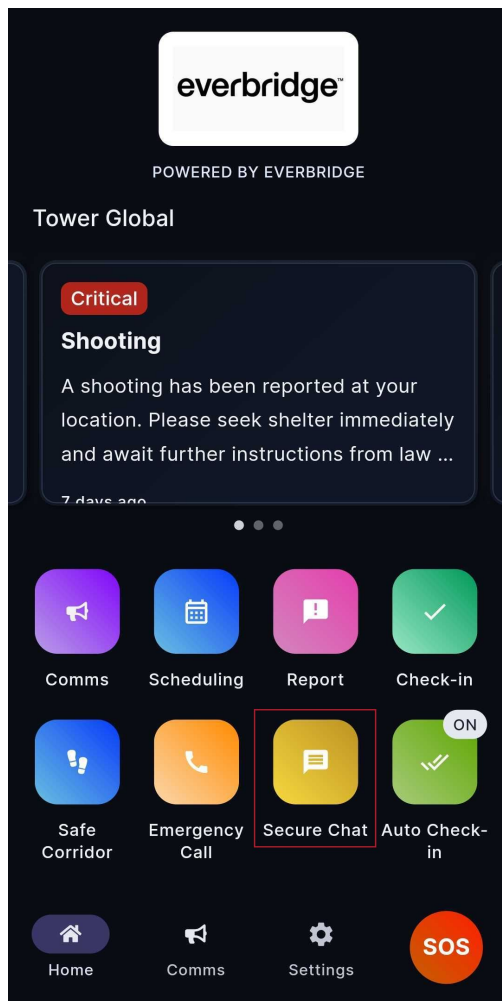 everbridge™
POWERED BY EVERBRIDGE
Tower Global
Critical
Shooting
A shooting has been reported at your
location. Please seek shelter immediately
and await further instructions from law ...
7 days ago
Comms
Scheduling
Report
Check-in
ON
Safe
Corridor
Emergency
Call
Secure Chat
Auto Check-
in
Home
Comms
Settings
SOS